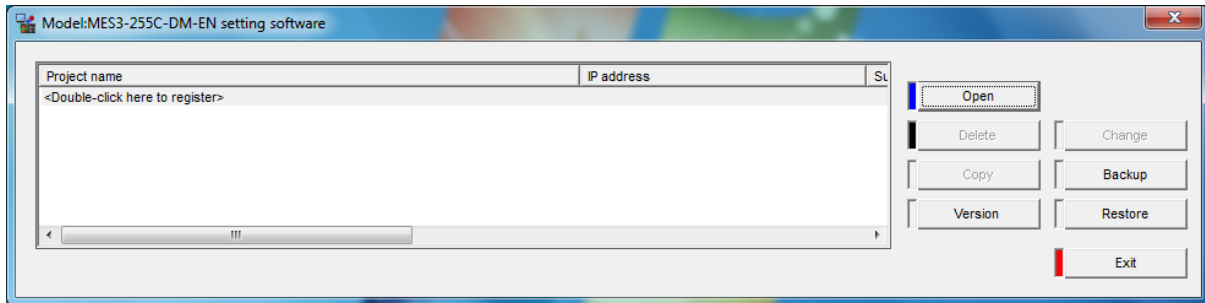 Model:MES3-255C-DM-EN setting software
Project name IP address Su
<Double-click here to register>
Open
Delete Change
Copy Backup
Version Restore
Exit